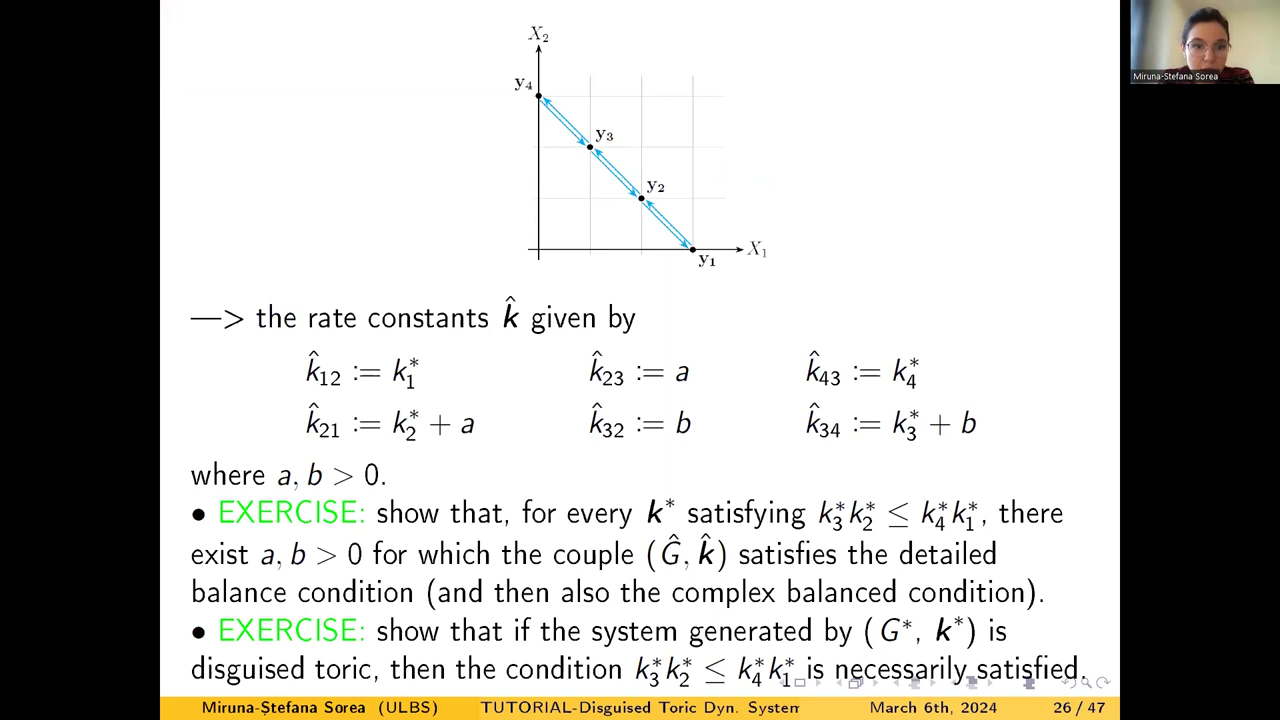 X₂
y₄
y₃
y₂
X₁
y₁
Miruna-Stefana Sorea
—> the rate constants k̂ given by
k̂₁₂ := k₁* k̂₂₃ := a k̂₄₃ := k₄*
k̂₂₁ := k₂* + a k̂₃₂ := b k̂₃₄ := k₃* + b
where a, b > 0.
• EXERCISE: show that, for every k* satisfying k₃*k₂* ≤ k₄*k₁*, there
exist a, b > 0 for which the couple (Ĝ, k̂) satisfies the detailed
balance condition (and then also the complex balanced condition).
• EXERCISE: show that if the system generated by (G*, k*) is
disguised toric, then the condition k₃*k₂* ≤ k₄*k₁* is necessarily satisfied.
Miruna-Ștefana Sorea (ULBS) TUTORIAL-Disguised Toric Dyn. System March 6th, 2024 26 / 47